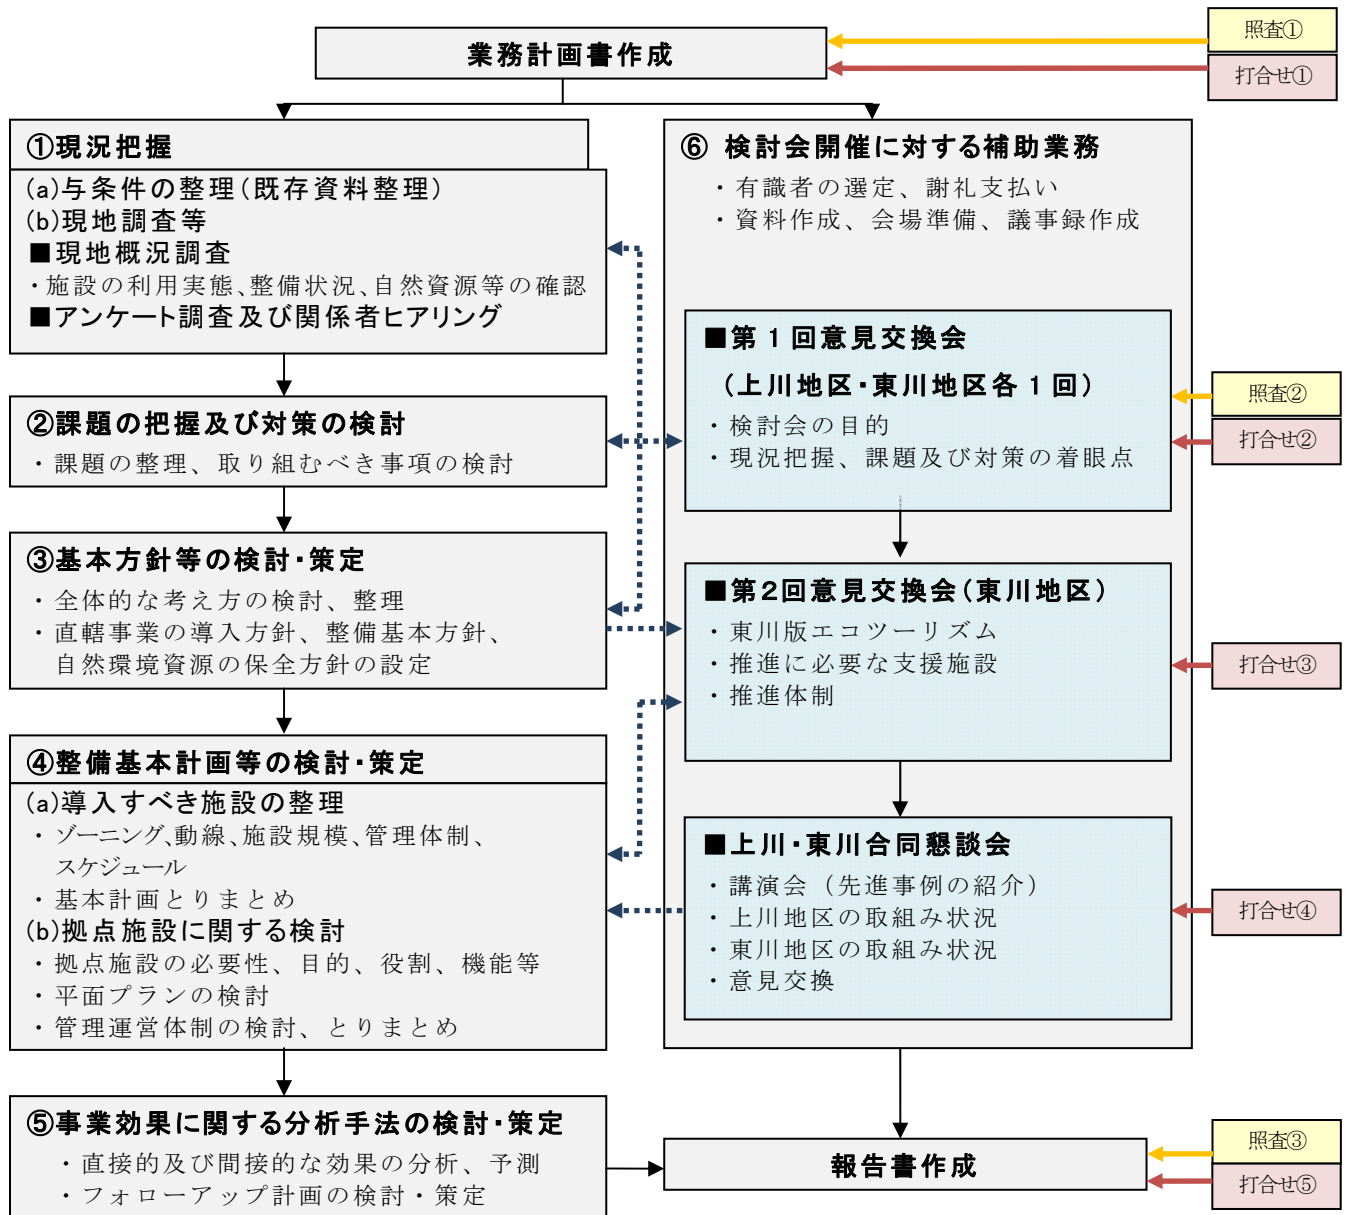 業務計画書作成
照査①
打合せ①
①現況把握
(a)与条件の整理(既存資料整理)
(b)現地調査等
■現地概況調査
・施設の利用実態、整備状況、自然資源等の確認
■アンケート調査及び関係者ヒアリング
②課題の把握及び対策の検討
・課題の整理、取り組むべき事項の検討
③基本方針等の検討・策定
・全体的な考え方の検討、整理
・直轄事業の導入方針、整備基本方針、
自然環境資源の保全方針の設定
④整備基本計画等の検討・策定
(a)導入すべき施設の整理
・ゾーニング、動線、施設規模、管理体制、
スケジュール
・基本計画とりまとめ
(b)拠点施設に関する検討
・拠点施設の必要性、目的、役割、機能等
・平面プランの検討
・管理運営体制の検討、とりまとめ
⑤事業効果に関する分析手法の検討・策定
・直接的及び間接的な効果の分析、予測
・フォローアップ計画の検討・策定
⑥ 検討会開催に対する補助業務
・有識者の選定、謝礼支払い
・資料作成、会場準備、議事録作成
■第1回意見交換会
(上川地区・東川地区各1回)
・検討会の目的
・現況把握、課題及び対策の着眼点
照査②
打合せ②
■第2回意見交換会(東川地区)
・東川版エコツーリズム
・推進に必要な支援施設
・推進体制
打合せ③
■上川・東川合同懇談会
・講演会（先進事例の紹介）
・上川地区の取組み状況
・東川地区の取組み状況
・意見交換
打合せ④
報告書作成
照査③
打合せ⑤